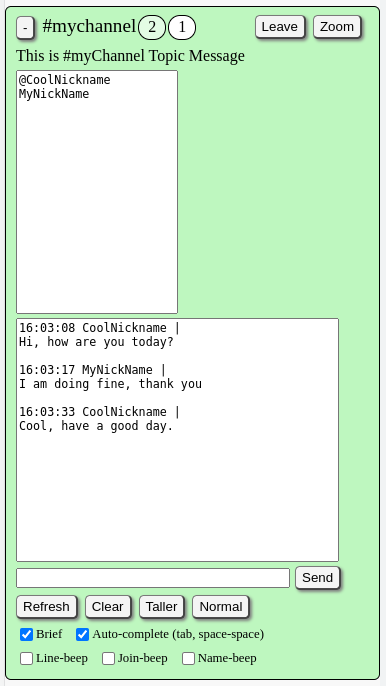 - #mychannel 2 1 Leave Zoom
This is #myChannel Topic Message
@CoolNickname
MyNickName
16:03:08 CoolNickname |
Hi, how are you today?
16:03:17 MyNickName |
I am doing fine, thank you
16:03:33 CoolNickname |
Cool, have a good day.
Send
Refresh Clear Taller Normal
Brief Auto-complete (tab, space-space)
Line-beep Join-beep Name-beep